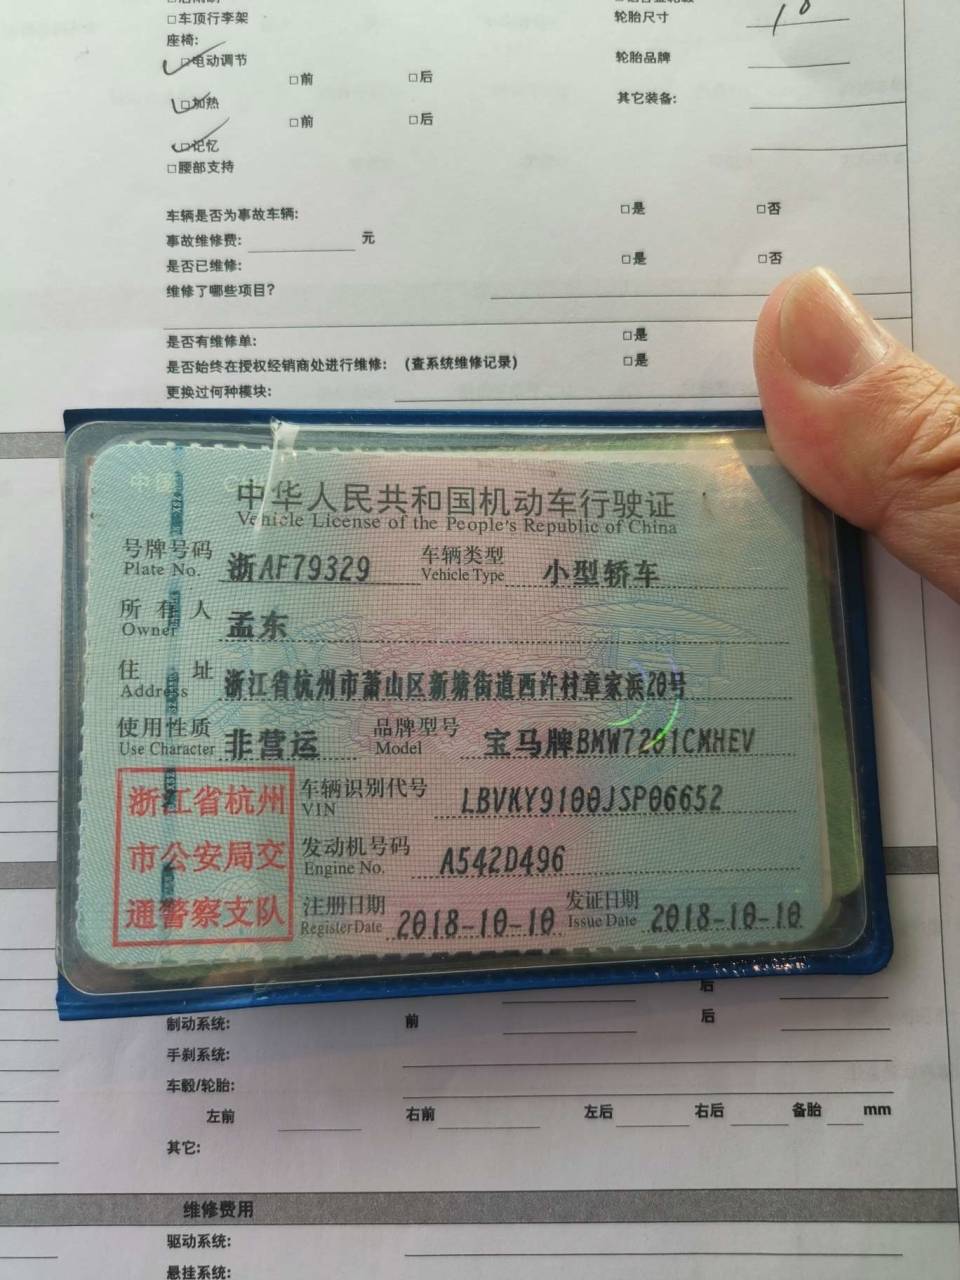 □车顶行李架
轮胎尺寸
座椅:
□电动调节
轮胎品牌
□前 □后
□加热
其它装备:
□前 □后
□记忆
□腰部支持
车辆是否为事故车辆: □是 □否
事故维修费: 元
是否已维修: □是 □否
维修了哪些项目?
是否有维修单: □是
是否始终在授权经销商处进行维修: (查系统维修记录) □是
更换过何种模块:
中华人民共和国机动车行驶证
Vehicle License of the People's Republic of China
号牌号码 浙AF79329 车辆类型 小型轿车
Plate No. Vehicle Type
所有人 孟东
Owner
住址 浙江省杭州市萧山区新塘街道西许村章家浜20号
Address
使用性质 非营运 品牌型号 宝马牌BMW7201CMHEV
Use Character Model
浙江省杭州
市公安局交
通警察支队
车辆识别代号 LBVKY9100JSP06652
VIN
发动机号码 A542D496
Engine No.
注册日期 2018-10-10 发证日期 2018-10-10
Register Date Issue Date
后
制动系统: 前 后
手刹系统:
车毂/轮胎:
左前 右前 左后 右后 备胎 mm
其它:
维修费用
驱动系统:
悬挂系统: